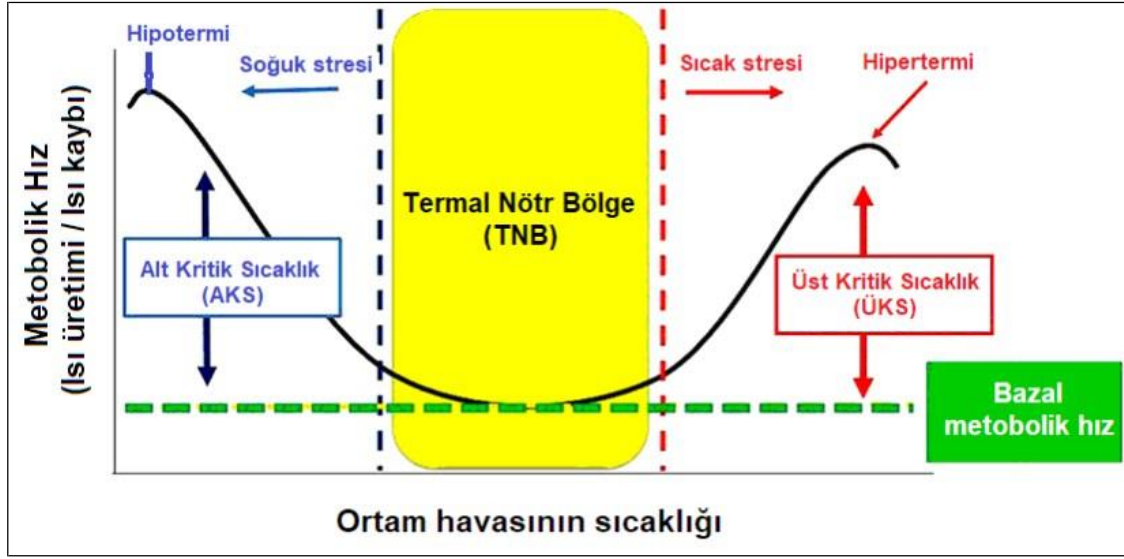 Hipotermi
Soğuk stresi
Sıcak stresi
Hipertermi
Metobolik Hız
(Isı üretimi / Isı kaybı)
Termal Nötr Bölge
(TNB)
Alt Kritik Sıcaklık
(AKS)
Üst Kritik Sıcaklık
(ÜKS)
Bazal
metobolik hız
Ortam havasının sıcaklığı